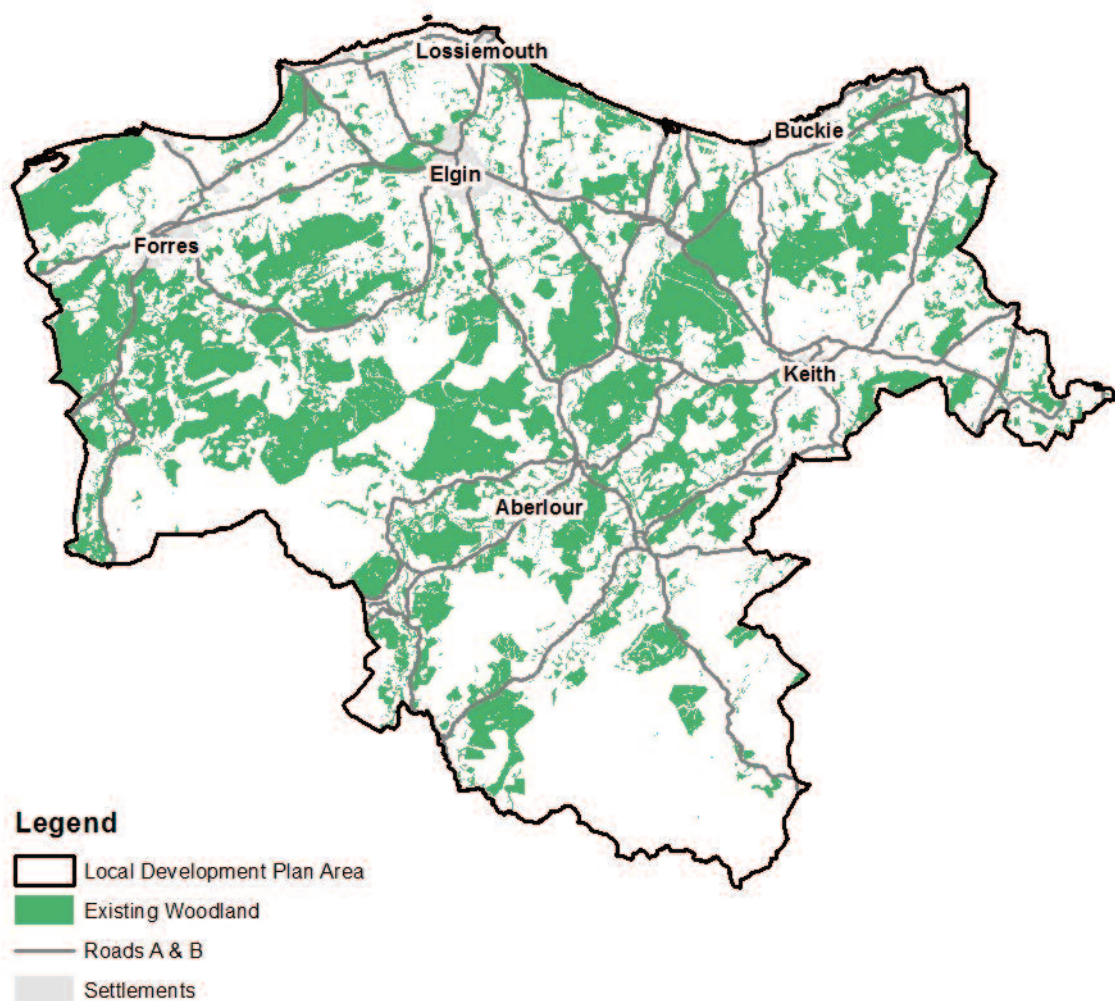 Lossiemouth
Buckie
Elgin
Forres
Keith
Aberlour
Legend
Local Development Plan Area
Existing Woodland
Roads A & B
Settlements